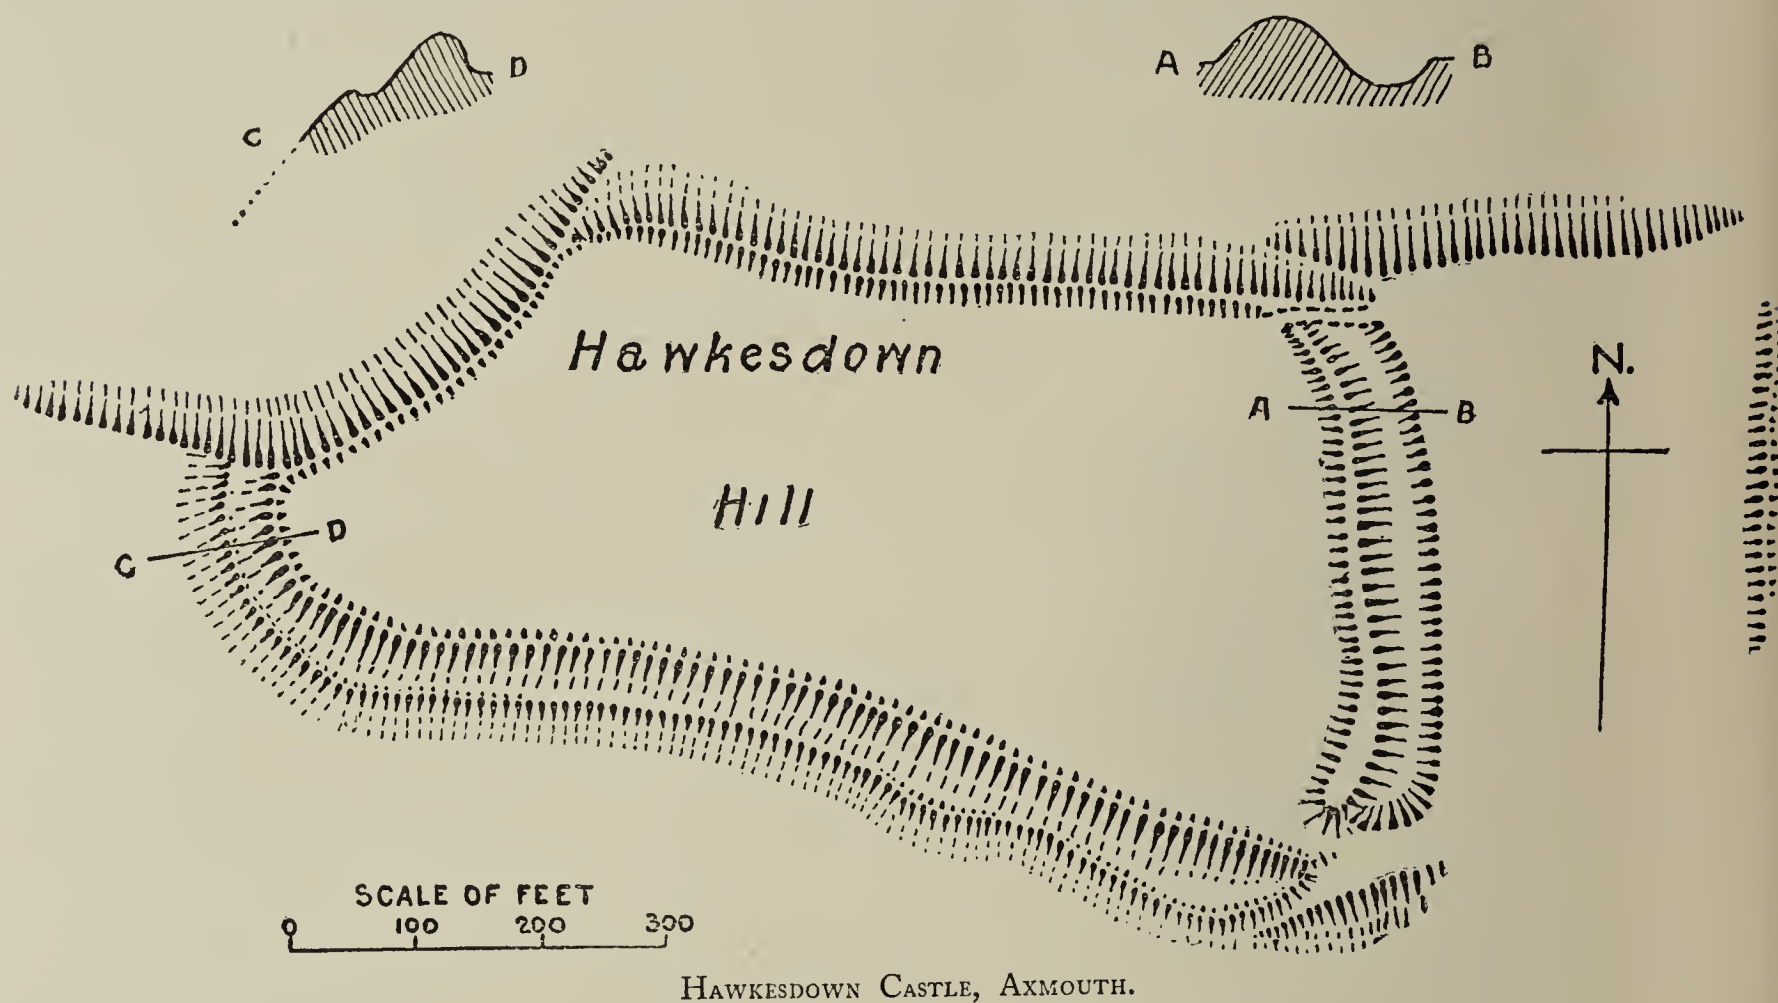 D
C
A
B
Hawkesdown
N.
A
B
Hill
C
D
SCALE OF FEET
0 100 200 300
HAWKESDOWN CASTLE, AXMOUTH.